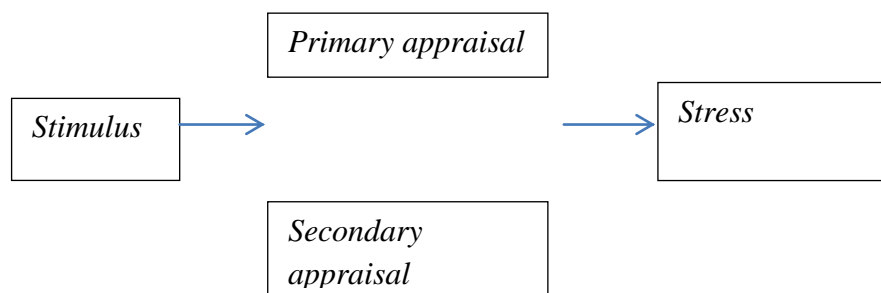 Primary appraisal
Stimulus
Stress
Secondary
appraisal